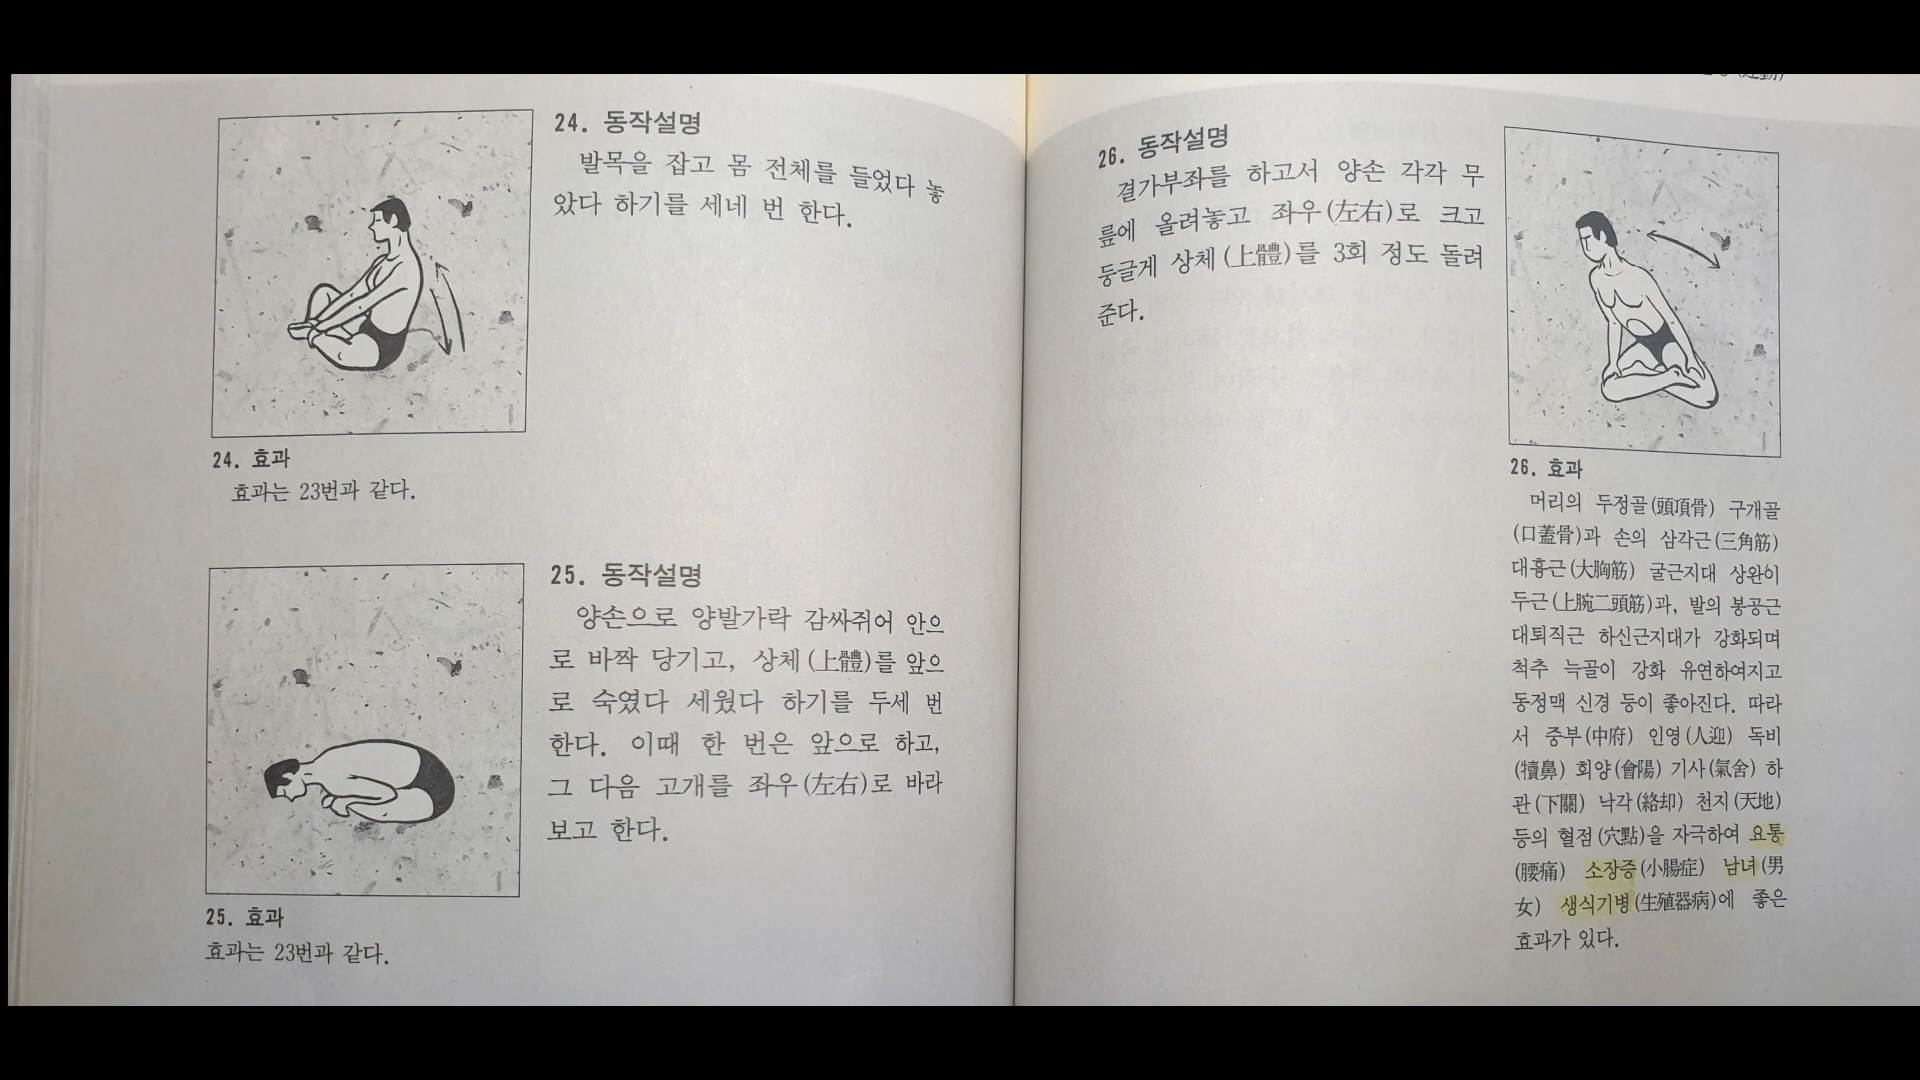 24. 동작설명
발목을 잡고 몸 전체를 들었다 놓
았다 하기를 세네 번 한다.
24. 효과
효과는 23번과 같다.
25. 동작설명
양손으로 양발가락 감싸쥐어 안으
로 바짝 당기고, 상체(上體)를 앞으
로 숙였다 세웠다 하기를 두세 번
한다. 이때 한 번은 앞으로 하고,
그 다음 고개를 좌우(左右)로 바라
보고 한다.
25. 효과
효과는 23번과 같다.
26. 동작설명
결가부좌를 하고서 양손 각각 무
릎에 올려놓고 좌우(左右)로 크고
둥글게 상체(上體)를 3회 정도 돌려
준다.
26. 효과
머리의 두정골(頭頂骨) 구개골
(口蓋骨)과 손의 삼각근(三角筋)
대흉근(大胸筋) 굴근지대 상완이
두근(上腕二頭筋)과, 발의 봉공근
대퇴직근 하신근지대가 강화되며
척추 늑골이 강화 유연하여지고
동정맥 신경 등이 좋아진다. 따라
서 중부(中府) 인영(人迎) 독비
(犢鼻) 회양(會陽) 기사(氣舍) 하
관(下關) 낙각(絡却) 천지(天地)
등의 혈점(穴點)을 자극하여 요통
(腰痛) 소장증(小腸症) 남녀(男
女) 생식기병(生殖器病)에 좋은
효과가 있다.